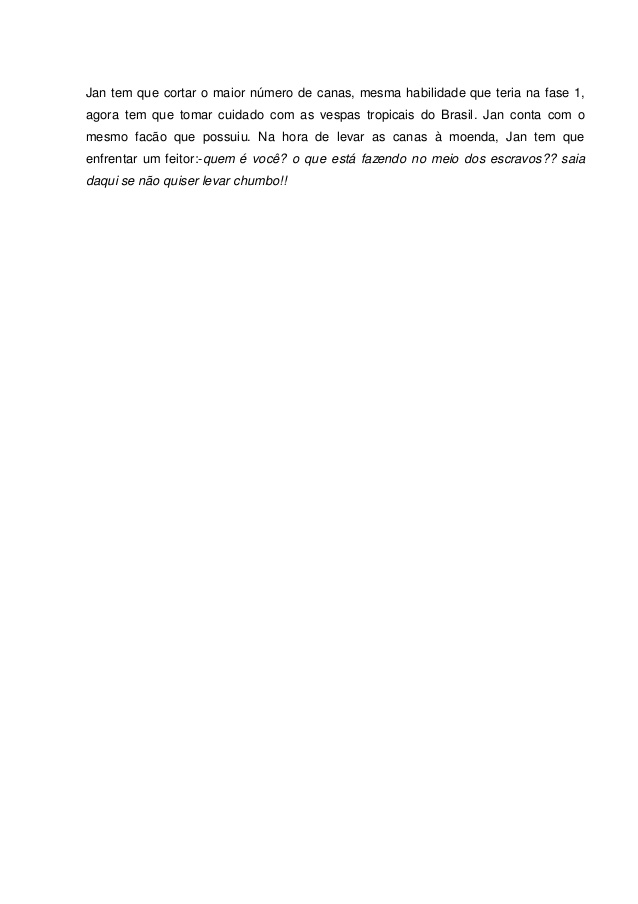 Jan tem que cortar o maior número de canas, mesma habilidade que teria na fase 1,
agora tem que tomar cuidado com as vespas tropicais do Brasil. Jan conta com o
mesmo facão que possuiu. Na hora de levar as canas à moenda, Jan tem que
enfrentar um feitor:-quem é você? o que está fazendo no meio dos escravos?? saia
daqui se não quiser levar chumbo!!